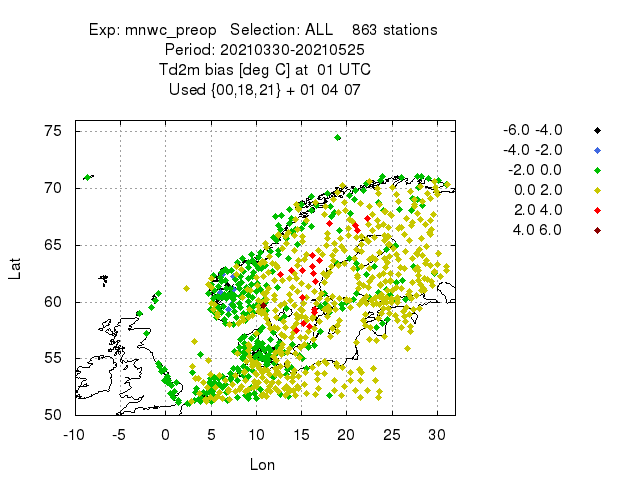 Exp: mnwc_preop   Selection: ALL    863 stations
Period: 20210330-20210525
Td2m bias [deg C] at  01 UTC
Used {00,18,21} + 01 04 07
75
70
65
60
55
50
Lat
-10 -5 0 5 10 15 20 25 30
Lon
-6.0 -4.0
-4.0 -2.0
-2.0 0.0
0.0 2.0
2.0 4.0
4.0 6.0